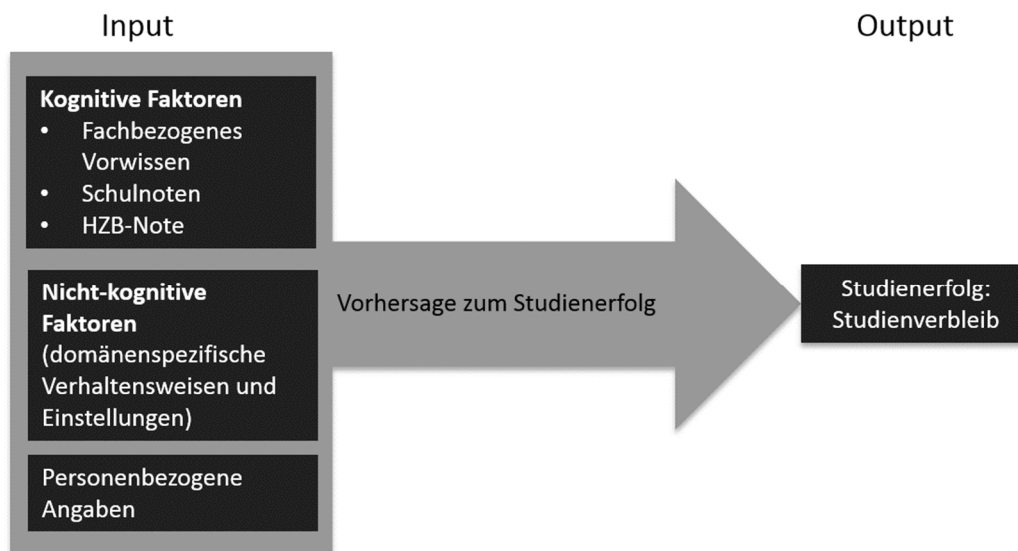 Input
Output
Kognitive Faktoren
• Fachbezogenes
Vorwissen
• Schulnoten
• HZB-Note
Nicht-kognitive
Faktoren
(domänenspezifische
Verhaltensweisen und
Einstellungen)
Personenbezogene
Angaben
Vorhersage zum Studienerfolg
Studienerfolg:
Studienverbleib